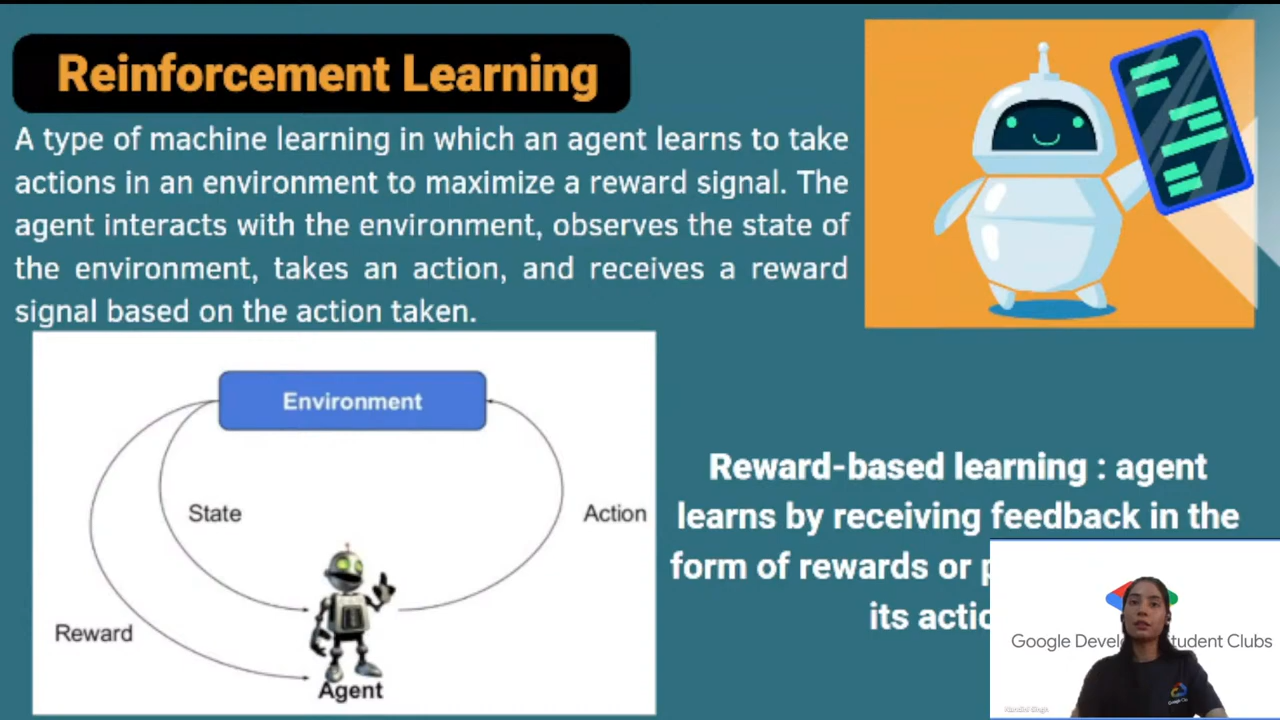 Reinforcement Learning
A type of machine learning in which an agent learns to take
actions in an environment to maximize a reward signal. The
agent interacts with the environment, observes the state of
the environment, takes an action, and receives a reward
signal based on the action taken.
Environment
State
Action
Reward
Agent
Reward-based learning : agent
learns by receiving feedback in the
form of rewards or
its
Google Student Clubs